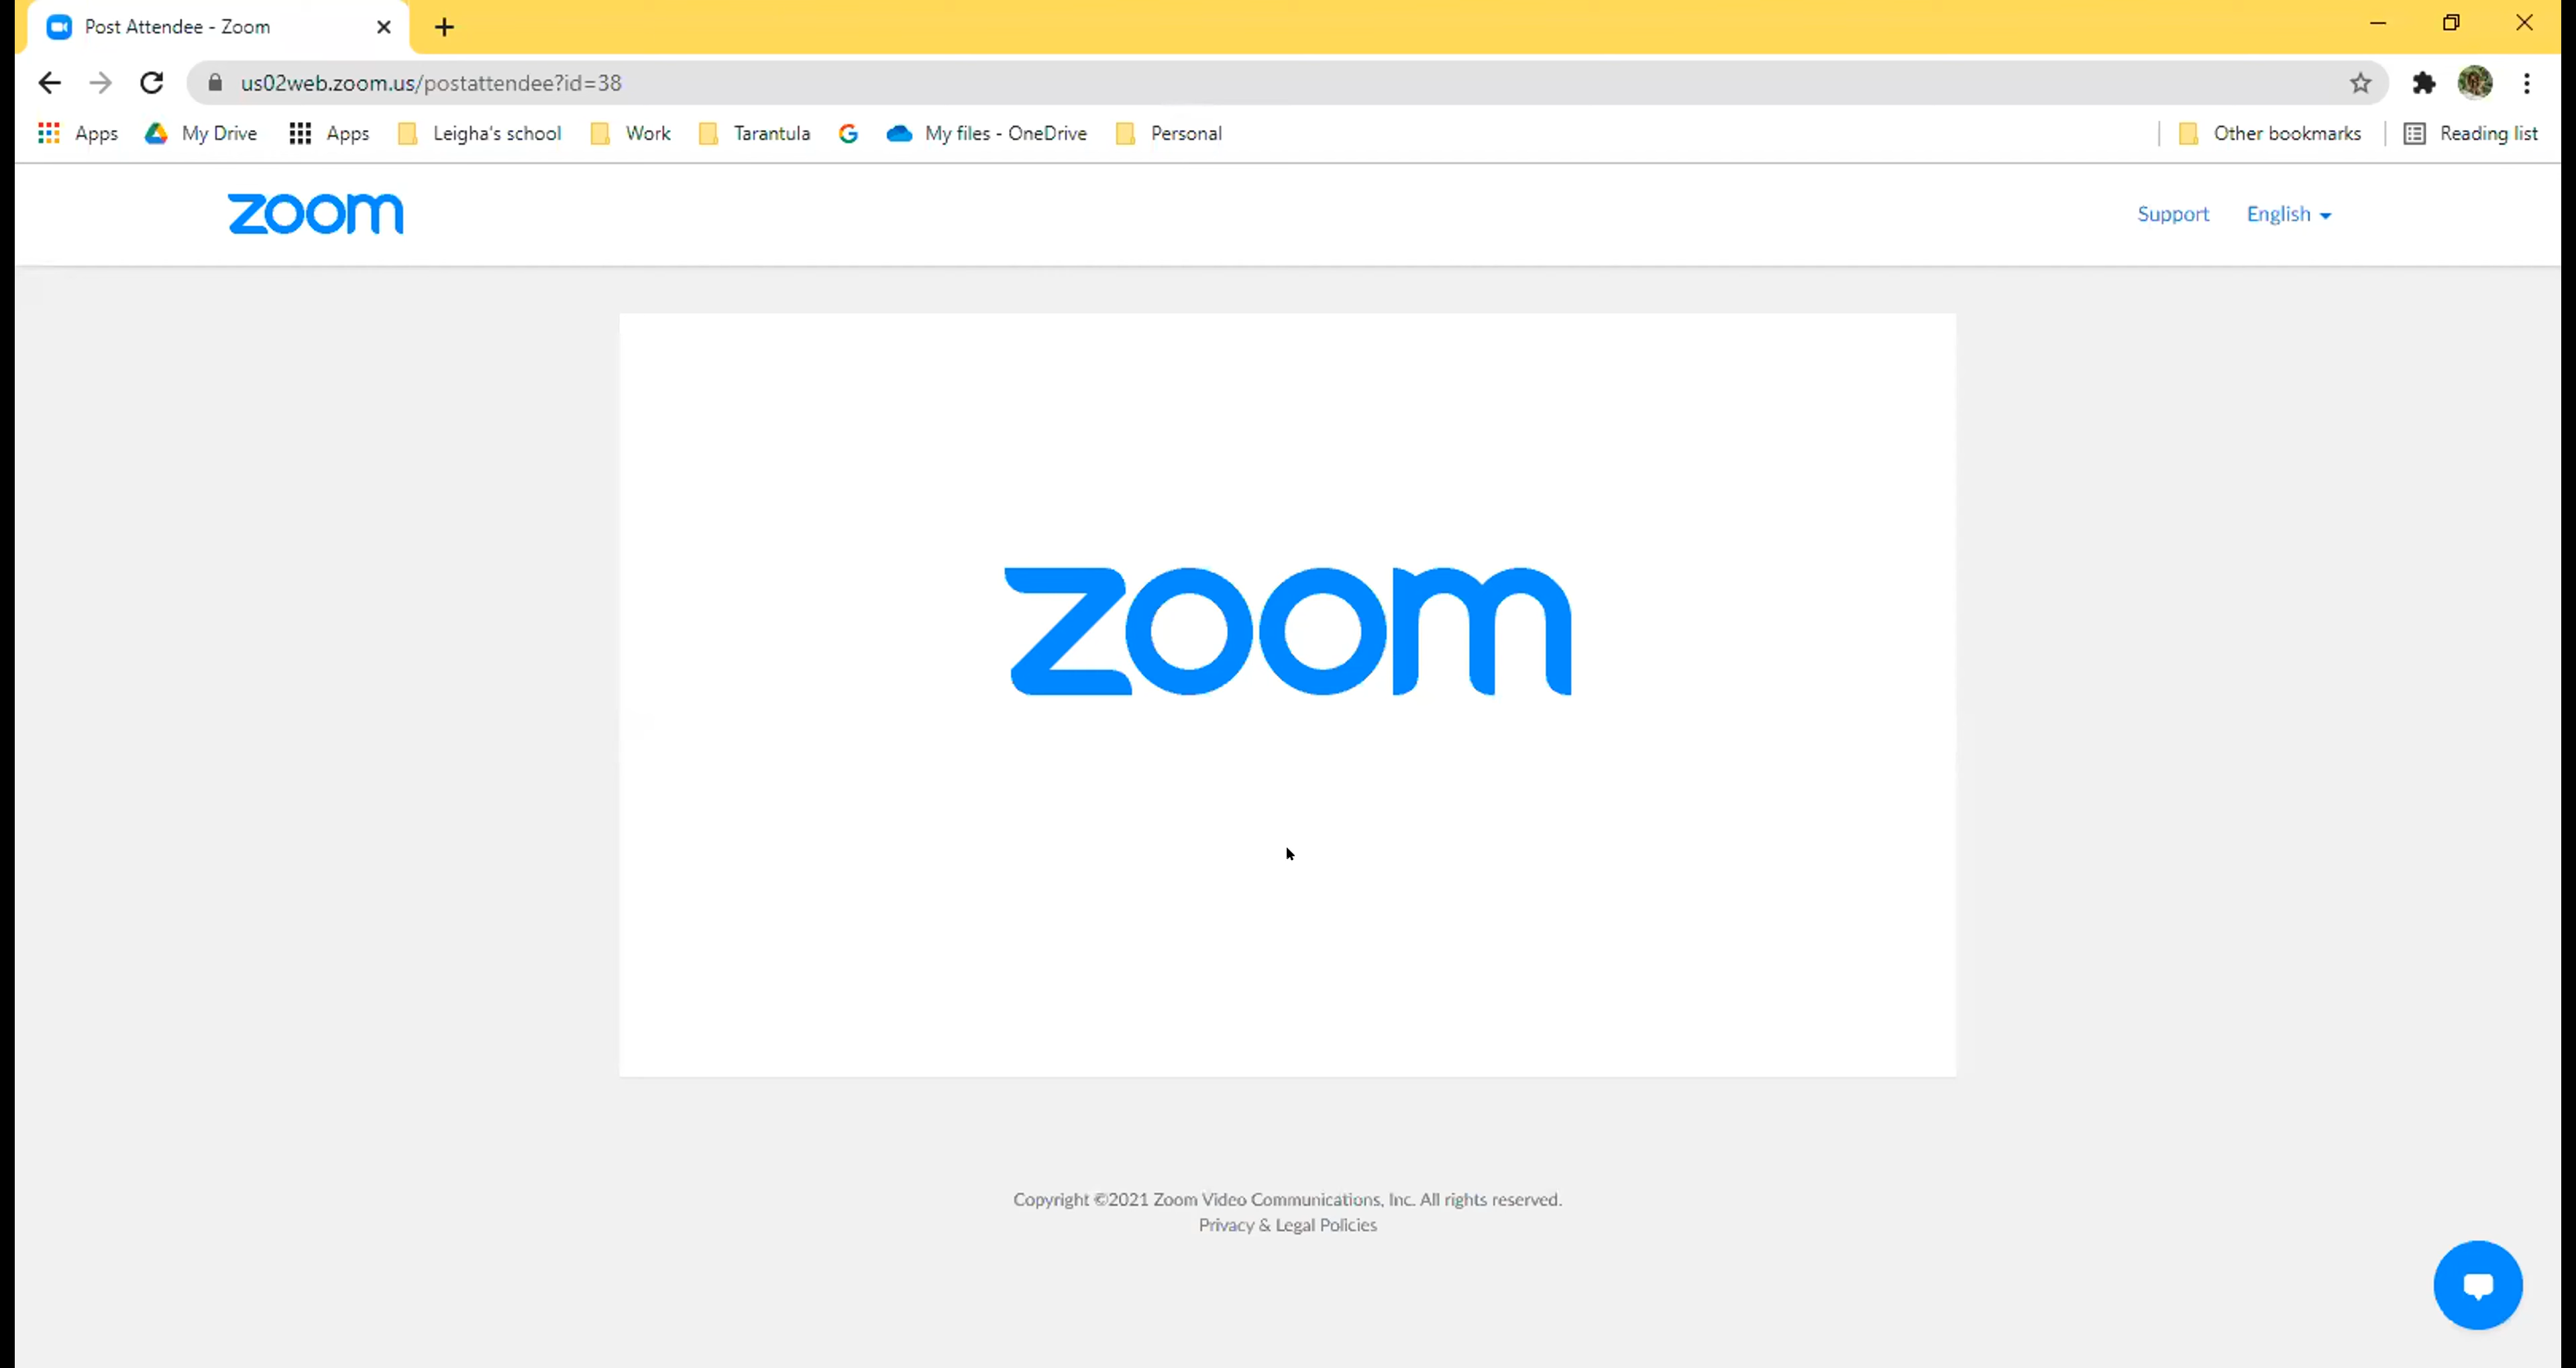 Post Attendee - Zoom
us02web.zoom.us/postattendee?id=38
Apps My Drive Apps Leigha's school Work Tarantula My files - OneDrive Personal Other bookmarks Reading list
zoom Support English
zoom
Copyright ©2021 Zoom Video Communications, Inc. All rights reserved.
Privacy & Legal Policies